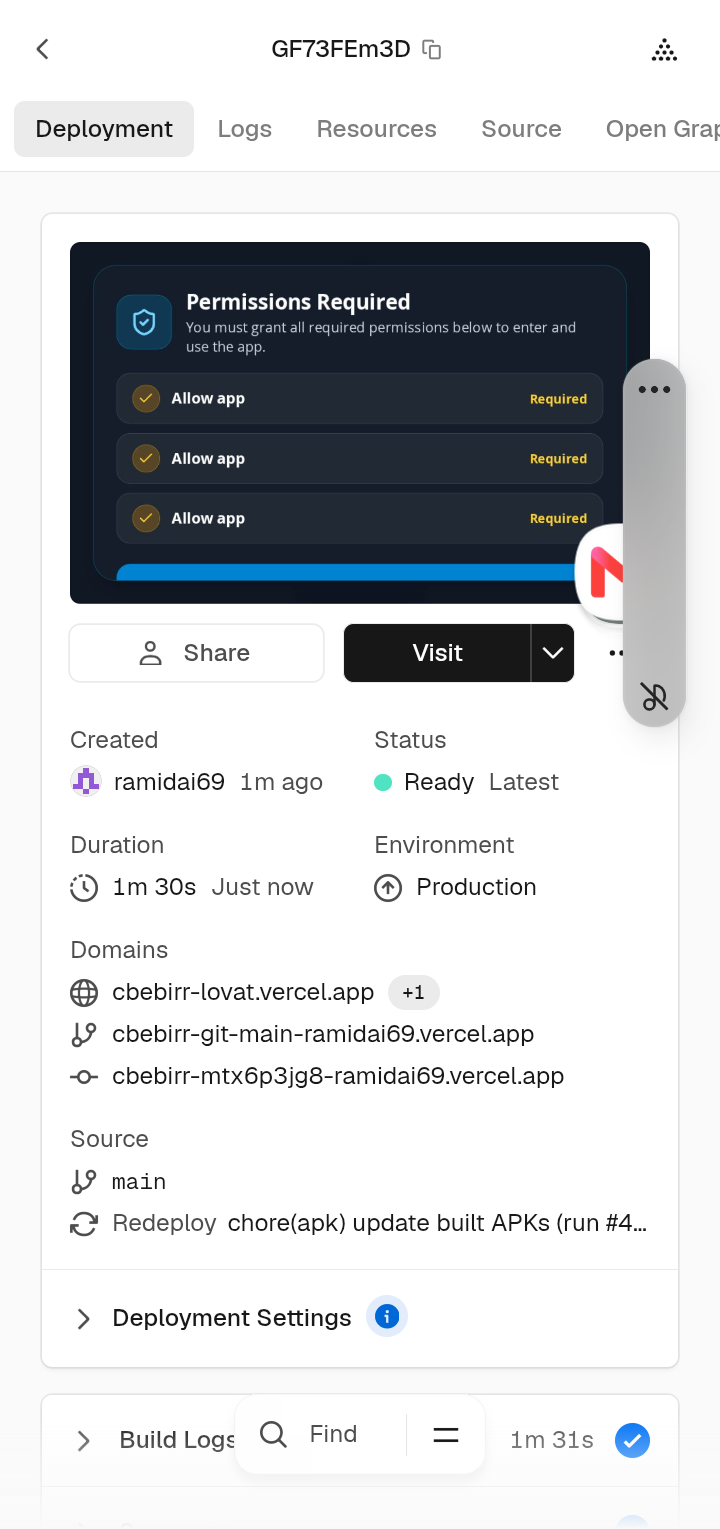 GF73FEm3D
Deployment Logs Resources Source Open Grap
Permissions Required
You must grant all required permissions below to enter and
use the app.
Allow app Required
Allow app Required
Allow app Required
Share Visit
Created Status
ramidai69 1m ago Ready Latest
Duration Environment
1m 30s Just now Production
Domains
cbebirr-lovat.vercel.app +1
cbebirr-git-main-ramidai69.vercel.app
cbebirr-mtx6p3jg8-ramidai69.vercel.app
Source
main
Redeploy chore(apk) update built APKs (run #4...
Deployment Settings
Build Logs Find 1m 31s